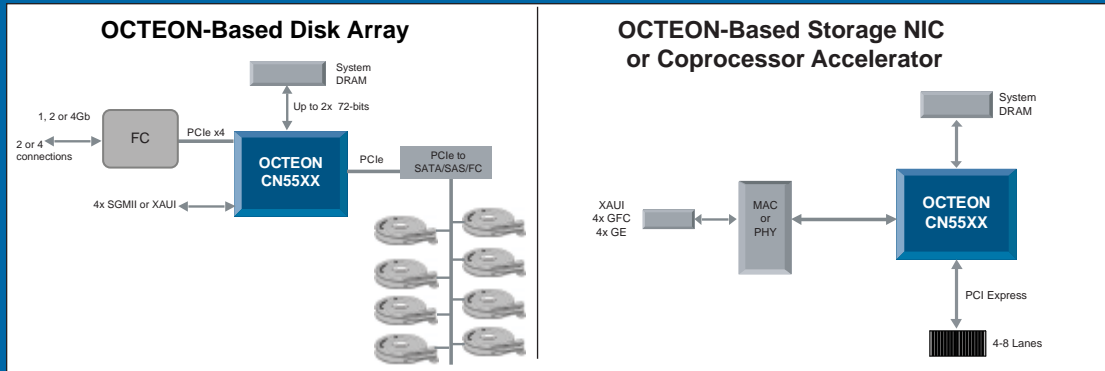 OCTEON-Based Disk Array
System
DRAM
Up to 2x 72-bits
1, 2 or 4Gb
2 or 4
connections
FC
PCIe x4
OCTEON
CN55XX
PCIe
PCIe to
SATA/SAS/FC
4x SGMII or XAUI
OCTEON-Based Storage NIC
or Coprocessor Accelerator
System
DRAM
XAUI
4x GFC
4x GE
MAC
or
PHY
OCTEON
CN55XX
PCI Express
4-8 Lanes